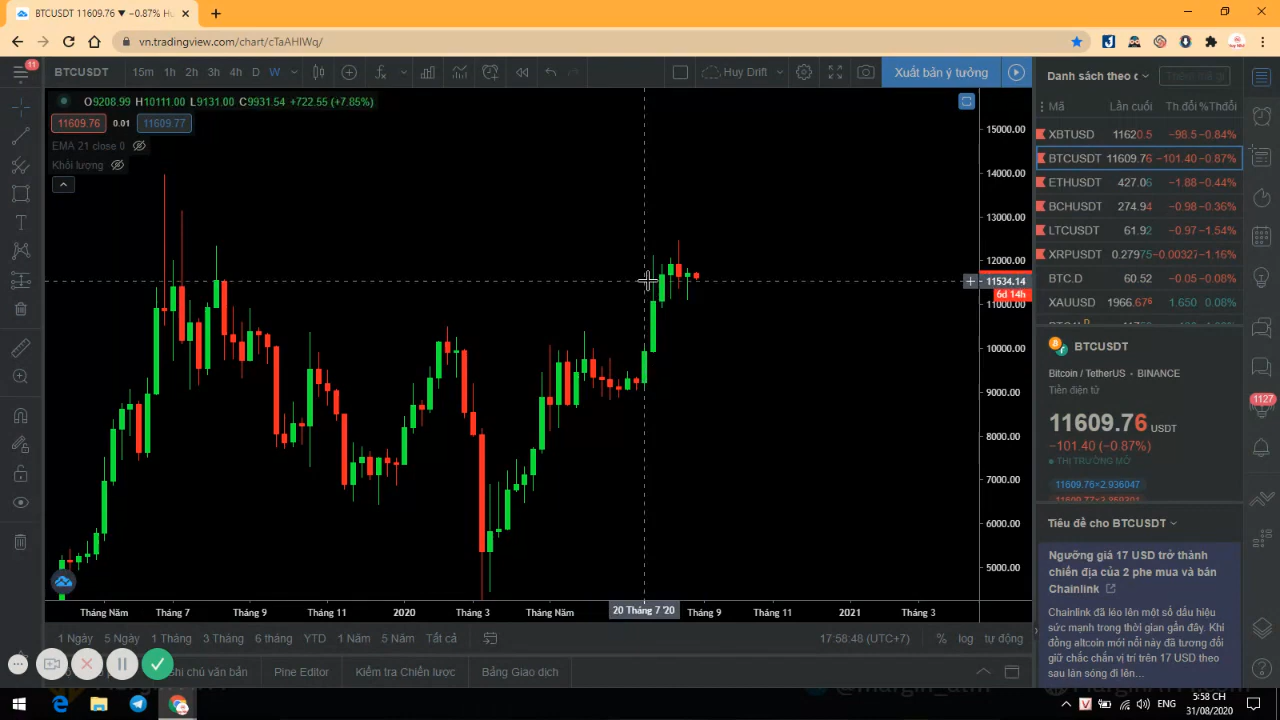 BTCUSDT 11609.76 ▼ −0.87%
vn.tradingview.com/chart/cTaAHIWq/
11
BTCUSDT 15m 1h 2h 3h 4h D W Huy Drift Xuất bản ý tưởng
O9208.99 H10111.00 L9131.00 C9931.54 +722.55 (+7.85%)
11609.76 0.01 11609.77
EMA 21 close 0
Khối lượng
15000.00
14000.00
13000.00
12000.00
11534.14
6d 14h
11000.00
10000.00
9000.00
8000.00
7000.00
6000.00
5000.00
Tháng Năm Tháng 7 Tháng 9 Tháng 11 2020 Tháng 3 Tháng Năm 20 Tháng 7 '20 Tháng 9 Tháng 11 2021 Tháng 3
1 Ngày 5 Ngày 1 Tháng 3 Tháng 6 tháng YTD 1 Năm 5 Năm Tất cả 17:58:48 (UTC+7) % log tự động
chú văn bản Pine Editor Kiểm tra Chiến lược Bảng Giao dịch
Danh sách theo d
Mã Lần cuối Th đổi %Thđổi
XBTUSD 11620.5 −98.5 −0.84%
BTCUSDT 11609.76 −101.40 −0.87%
ETHUSDT 427.06 −1.88 −0.44%
BCHUSDT 274.94 −0.98 −0.36%
LTCUSDT 61.92 −0.97 −1.54%
XRPUSDT 0.27975 −0.00327 −1.16%
BTC.D 60.52 −0.05 −0.08%
XAUUSD 1966.676 1.650 0.08%
BTCUSDT
Bitcoin / TetherUS • BINANCE
Tiền điện tử
11609.76 USDT
−101.40 (−0.87%)
THỊ TRƯỜNG MỞ
11609.76×2.936047
11609.77×3.859301
Tiêu đề cho BTCUSDT
Ngưỡng giá 17 USD trở thành
chiến địa của 2 phe mua và bán
Chainlink
Chainlink đã léo lên một số dấu hiệu
sức mạnh trong thời gian gần đây. Khi
đồng altcoin mới nổi này đã tương đối
giữ chắc chắn vị trí trên 17 USD theo
sau làn sóng đi lên...
1127
ENG
5:58 CH
31/08/2020